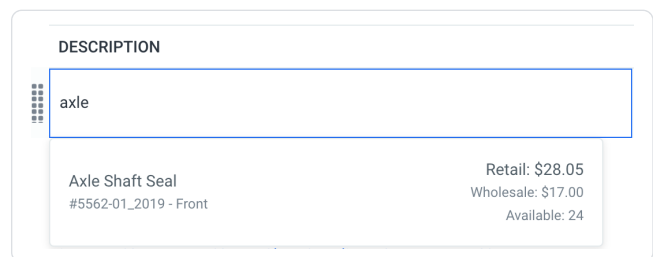 DESCRIPTION
axle
Axle Shaft Seal
#5562-01_2019 - Front
Retail: $28.05
Wholesale: $17.00
Available: 24